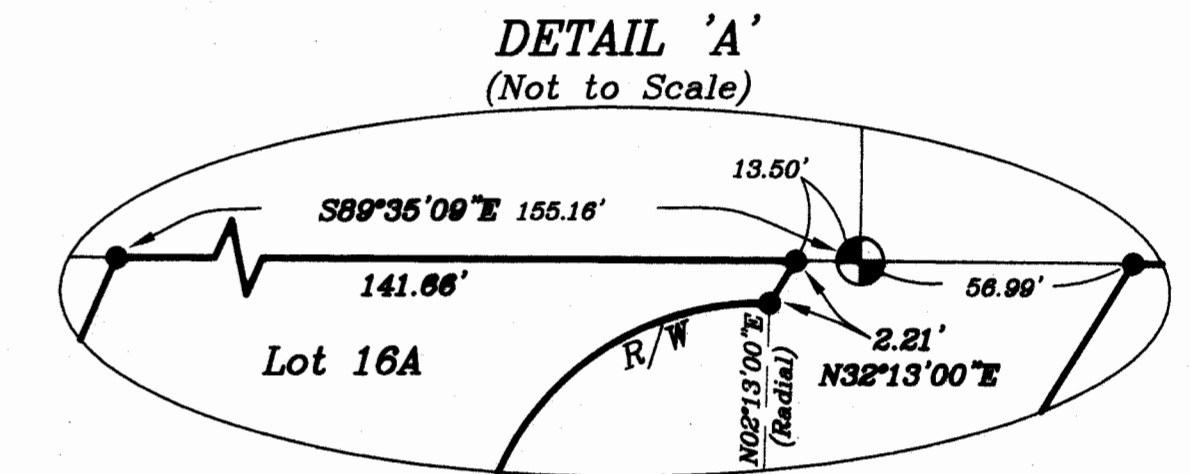 DETAIL 'A'
(Not to Scale)
13.50'
S89°35'09"E 155.16'
141.66'
56.99'
2.21'
N32°13'00"E
Lot 16A
R/W
N02°13'00"E
(Radial)